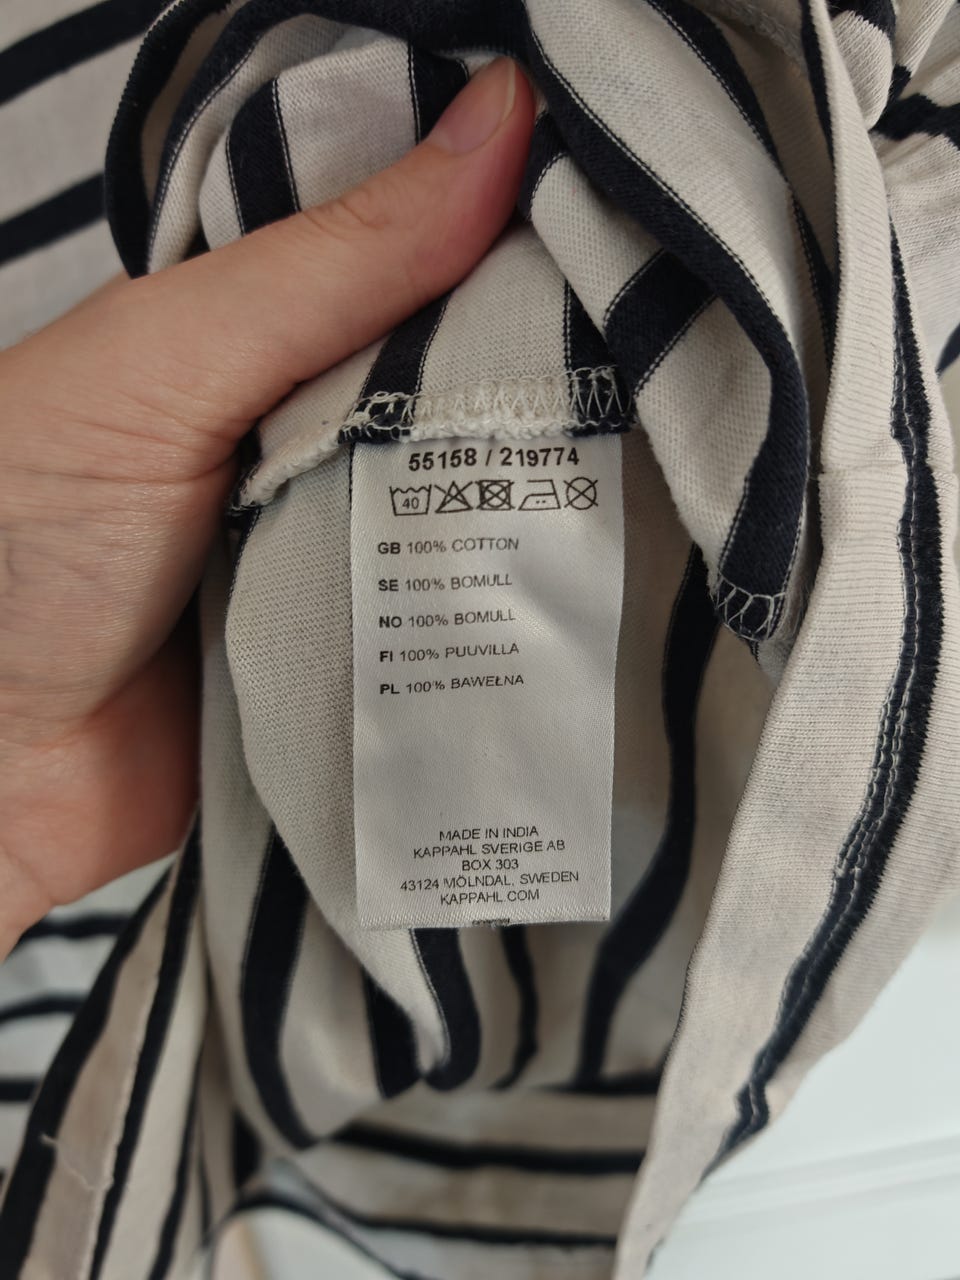 55158 / 219774
40
GB 100% COTTON
SE 100% BOMULL
NO 100% BOMULL
FI 100% PUUVILLA
PL 100% BAWEŁNA
MADE IN INDIA
KAPPAHL SVERIGE AB
BOX 303
43124 MÖLNDAL, SWEDEN
KAPPAHL.COM